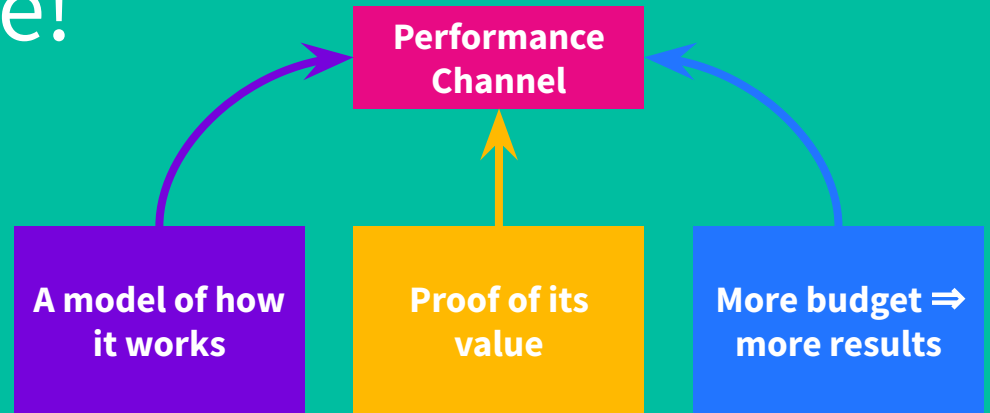 e!
Performance
Channel
A model of how
it works
Proof of its
value
More budget ⇒
more results